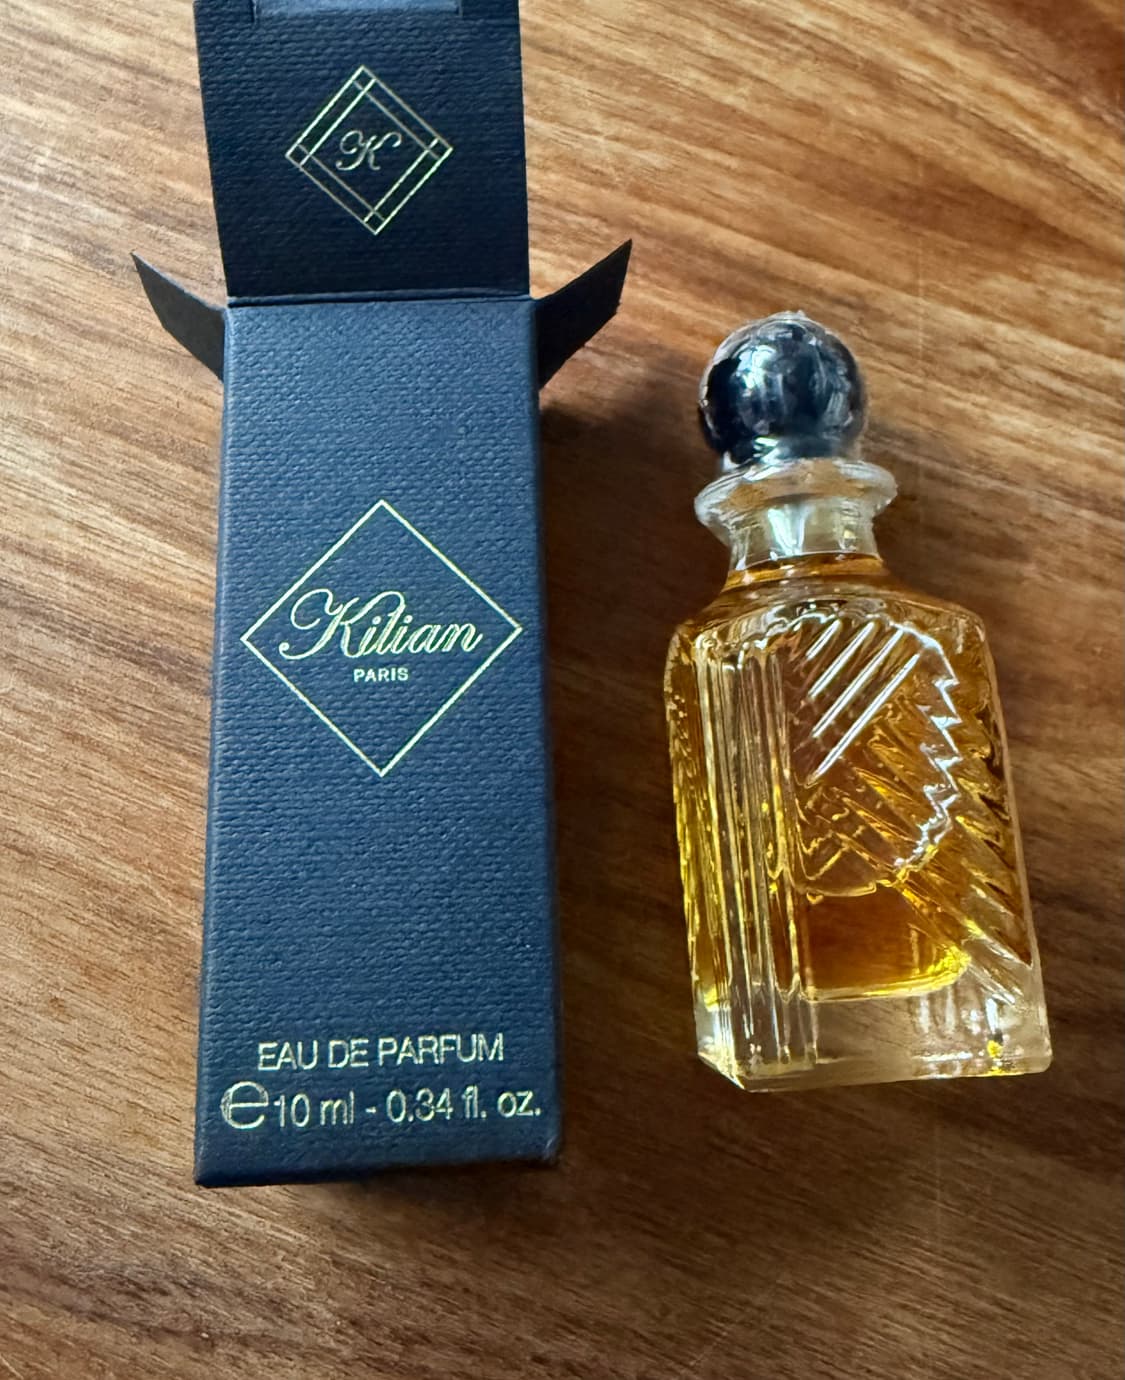 K
Kilian
PARIS
EAU DE PARFUM
℮10 ml - 0.34 fl. oz.